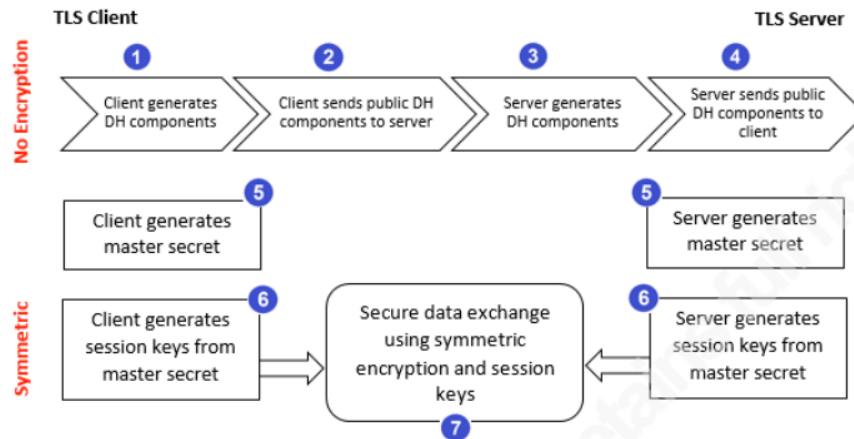 TLS Client
TLS Server
No Encryption
1
2
3
4
Client generates
DH components
Client sends public DH
components to server
Server generates
DH components
Server sends public
DH components to
client
5
Client generates
master secret
5
Server generates
master secret
Symmetric
6
Client generates
session keys from
master secret
Secure data exchange
using symmetric
encryption and session
keys
7
6
Server generates
session keys from
master secret
etains full rig